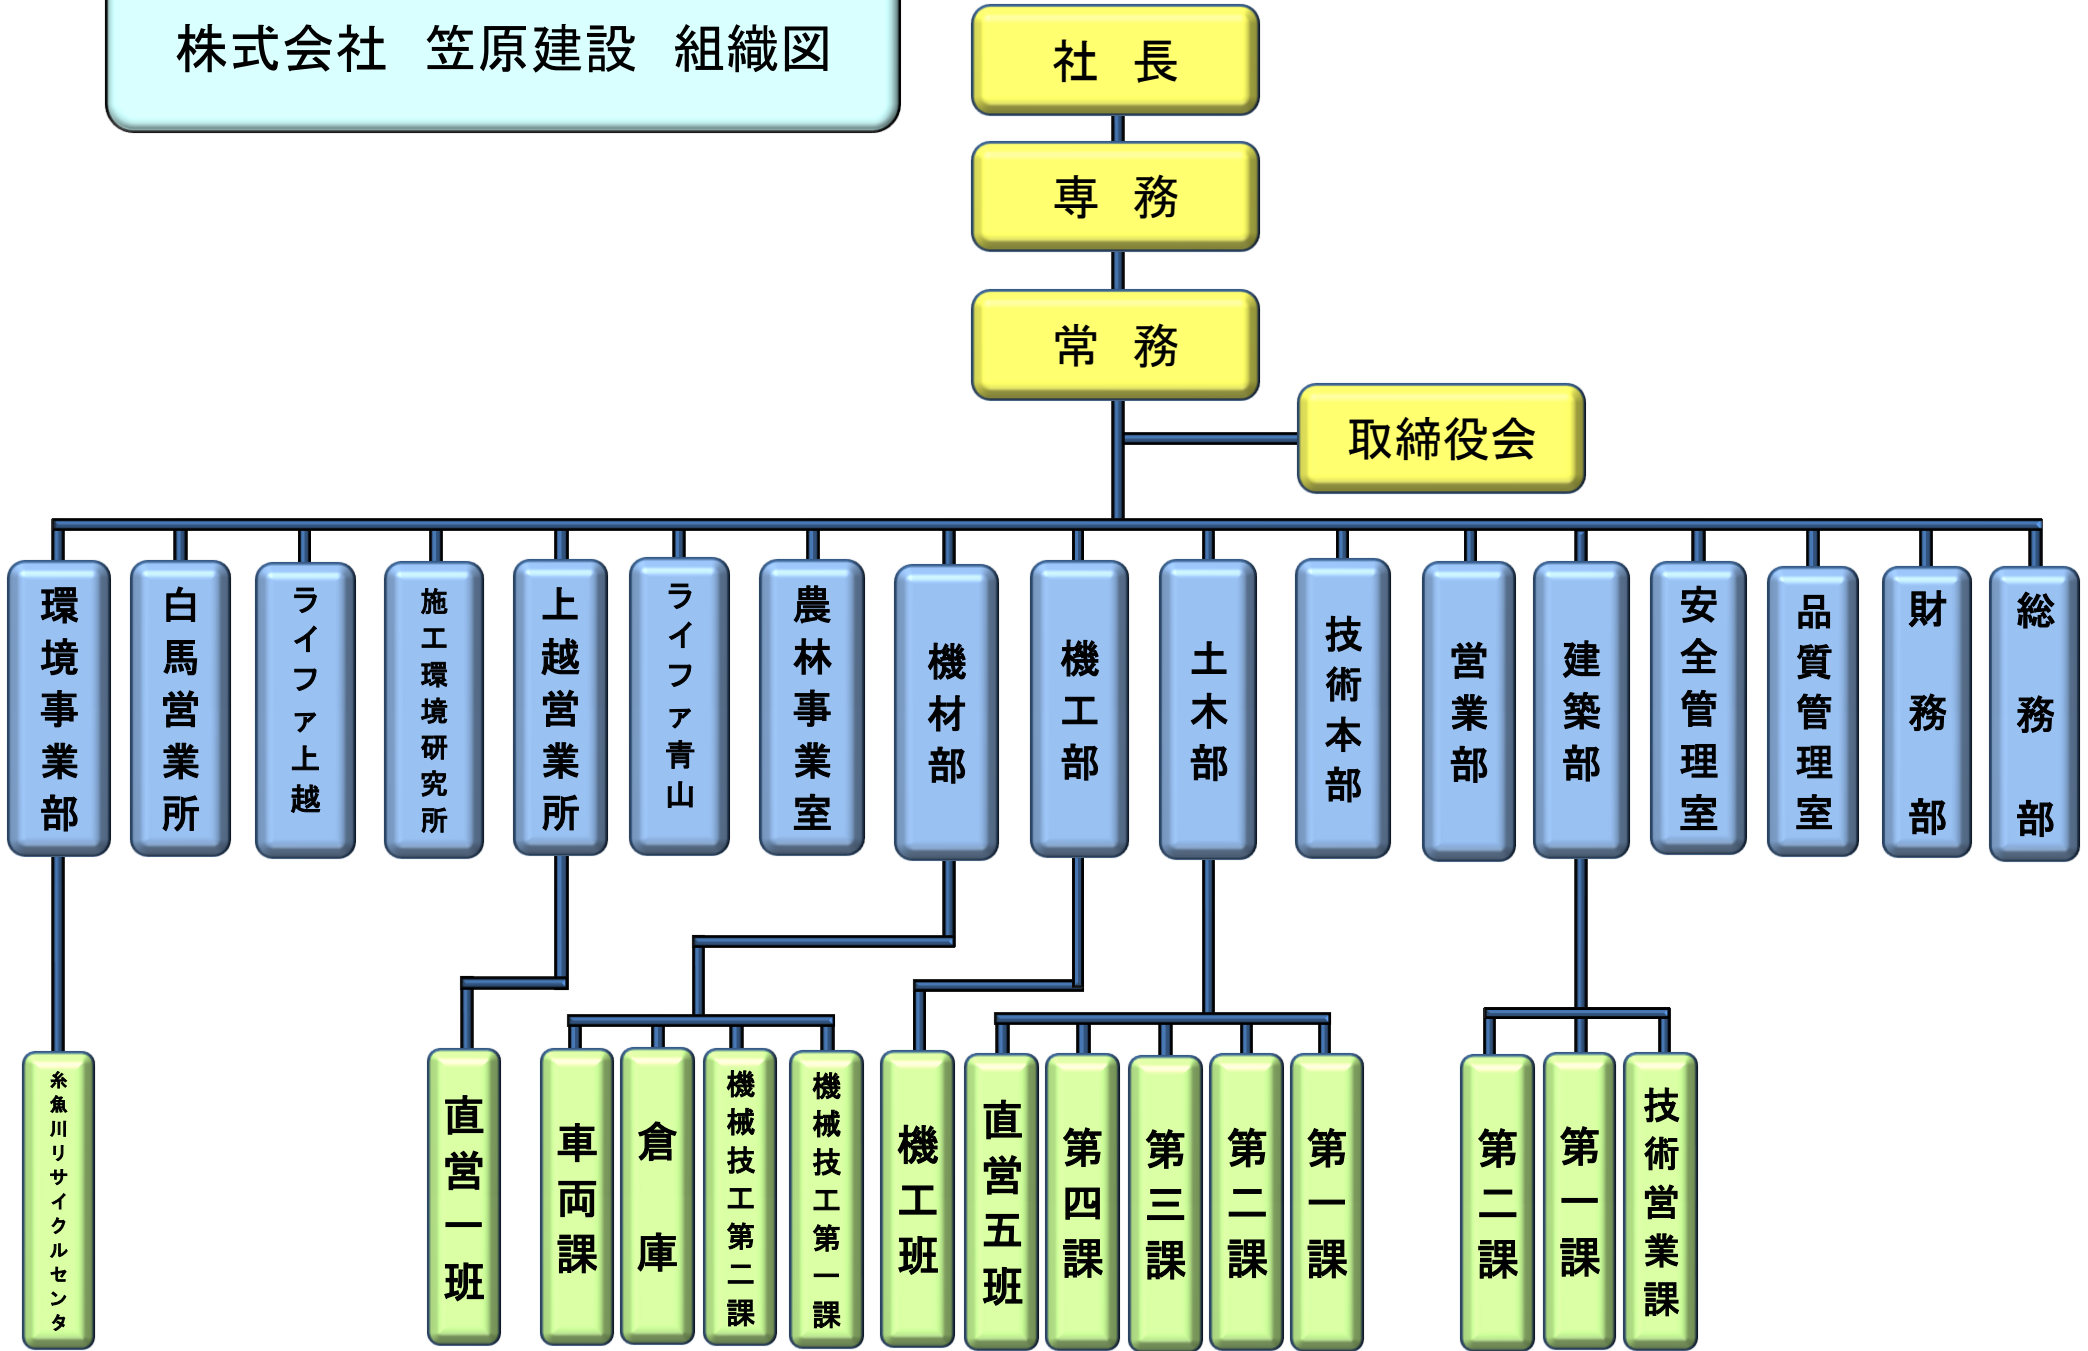 株式会社　笠原建設　組織図
社　長
専　務
常　務
取締役会
環境事業部
白馬営業所
ライファ上越
施工環境研究所
上越営業所
ライファ青山
農林事業室
機材部
機工部
土木部
技術本部
営業部
建築部
安全管理室
品質管理室
財務部
総務部
糸魚川リサイクルセンタ
直営一班
車両課
倉庫
機械技工第二課
機械技工第一課
機工班
直営五班
第四課
第三課
第二課
第一課
第二課
第一課
技術営業課